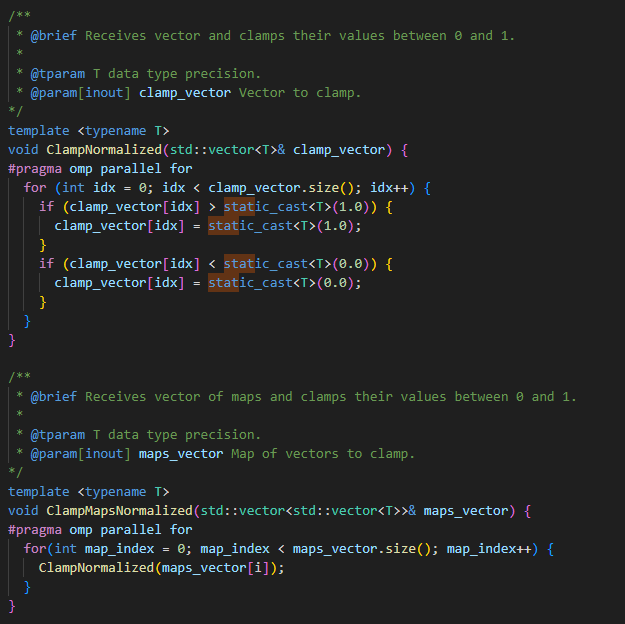 /**
 * @brief Receives vector and clamps their values between 0 and 1.
 *
 * @tparam T data type precision.
 * @param[inout] clamp_vector Vector to clamp.
*/
template <typename T>
void ClampNormalized(std::vector<T>& clamp_vector) {
#pragma omp parallel for
  for (int idx = 0; idx < clamp_vector.size(); idx++) {
    if (clamp_vector[idx] > static_cast<T>(1.0)) {
      clamp_vector[idx] = static_cast<T>(1.0);
    }
    if (clamp_vector[idx] < static_cast<T>(0.0)) {
      clamp_vector[idx] = static_cast<T>(0.0);
    }
  }
}

/**
 * @brief Receives vector of maps and clamps their values between 0 and 1.
 *
 * @tparam T data type precision.
 * @param[inout] maps_vector Map of vectors to clamp.
*/
template <typename T>
void ClampMapsNormalized(std::vector<std::vector<T>>& maps_vector) {
#pragma omp parallel for
  for(int map_index = 0; map_index < maps_vector.size(); map_index++) {
    ClampNormalized(maps_vector[i]);
  }
}